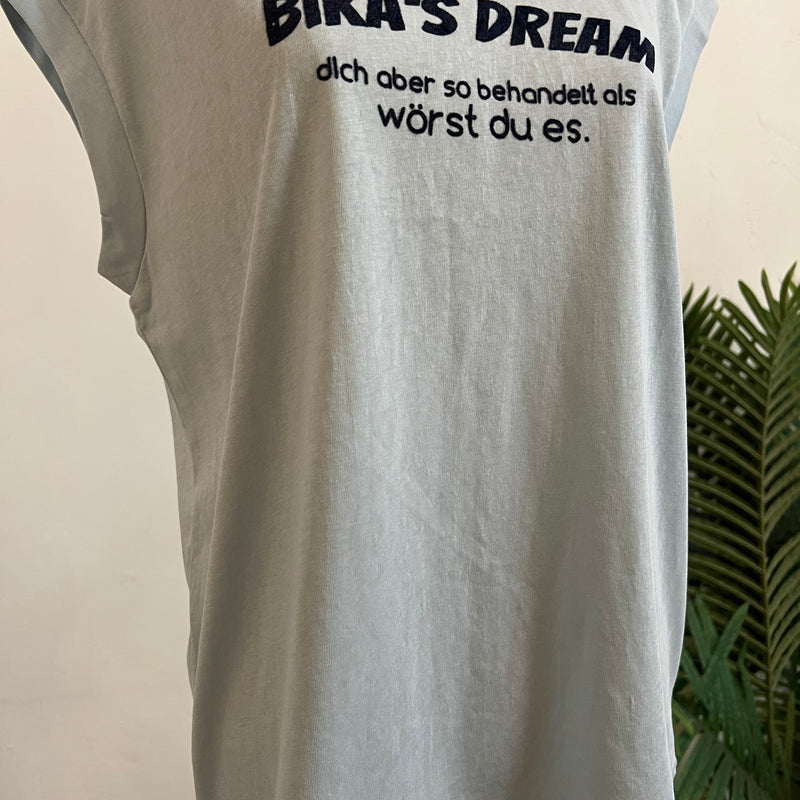 BIKA'S DREAM
dIch aber so behandelt als
wörst du es.